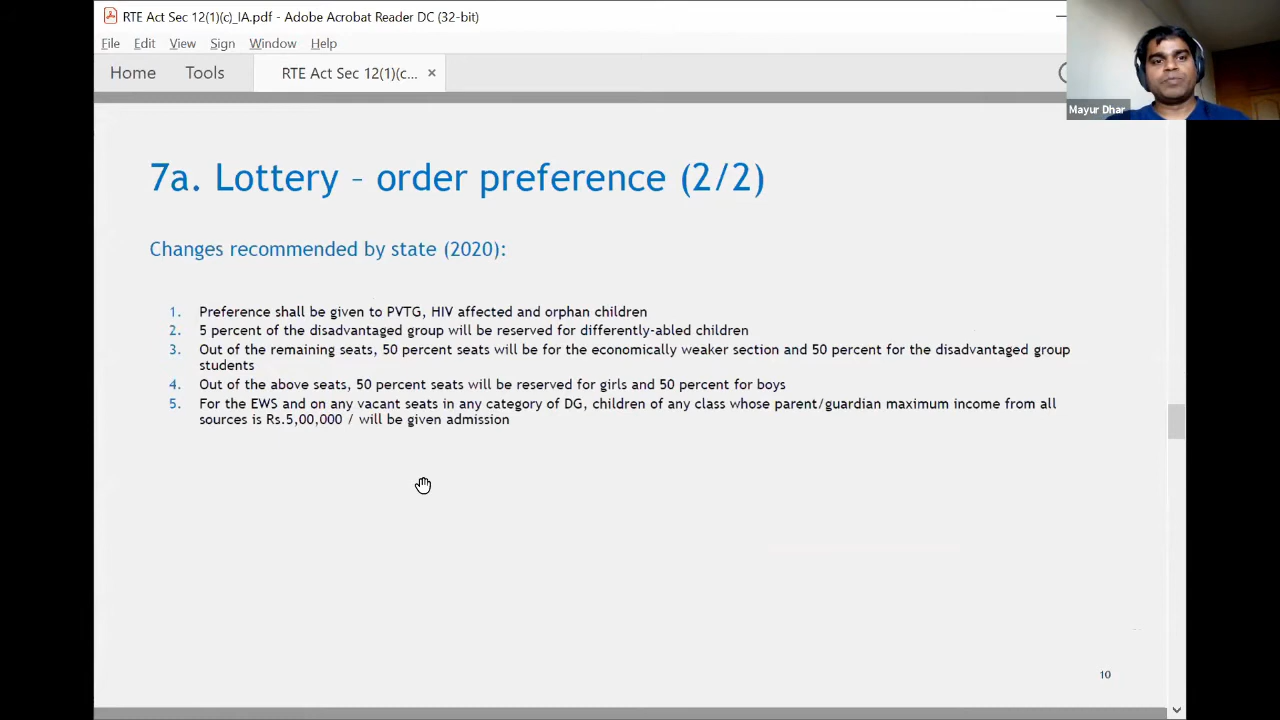 RTE Act Sec 12(1)(c)_IA.pdf - Adobe Acrobat Reader DC (32-bit)
File Edit View Sign Window Help
Home Tools RTE Act Sec 12(1)(c... ×
Mayur Dhar
7a. Lottery – order preference (2/2)
Changes recommended by state (2020):
1. Preference shall be given to PVTG, HIV affected and orphan children
2. 5 percent of the disadvantaged group will be reserved for differently-abled children
3. Out of the remaining seats, 50 percent seats will be for the economically weaker section and 50 percent for the disadvantaged group
students
4. Out of the above seats, 50 percent seats will be reserved for girls and 50 percent for boys
5. For the EWS and on any vacant seats in any category of DG, children of any class whose parent/guardian maximum income from all
sources is Rs.5,00,000 / will be given admission
10